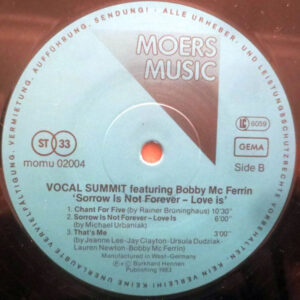 MOERS
MUSIC
ST 33
momu 02004
LC 6059
GEMA
Side B
VOCAL SUMMIT featuring Bobby Mc Ferrin
'Sorrow Is Not Forever – Love is'
1. Chant For Five (by Rainer Brüninghaus) 10'30"
2. Sorrow Is Not Forever – Love Is 6'00"
(by Michael Urbaniak)
3. That's Me 3'00"
(by Jeanne Lee-Jay Clayton-Ursula Dudziak-
Lauren Newton-Bobby Mc Ferrin)
Manufactured in West-Germany
℗ + © Burkhard Hennen
Publishing 1983
ALLE URHEBER- UND LEISTUNGSSCHUTZRECHTE VORBEHALTEN · KEIN VERLEIH! KEINE UNERLAUBTE VERVIELFÄLTIGUNG, VERMIETUNG, AUFFÜHRUNG, SENDUNG!